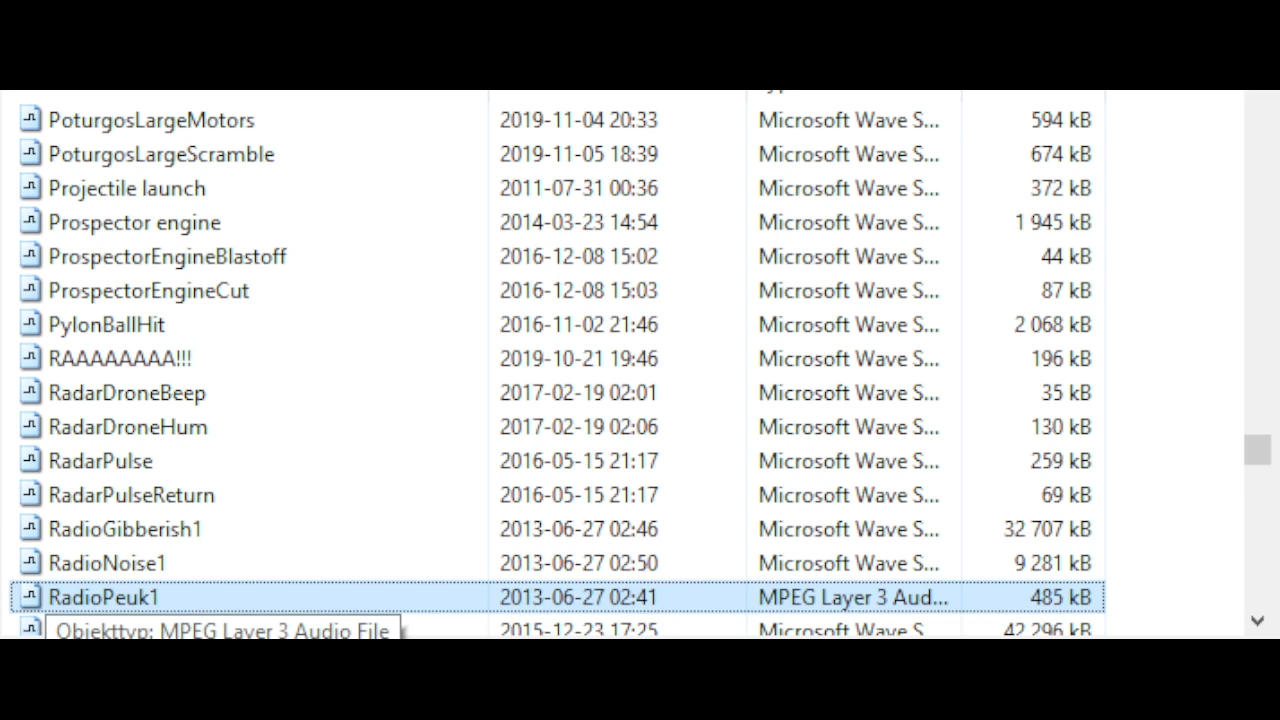 PoturgosLargeMotors 2019-11-04 20:33 Microsoft Wave S... 594 kB
PoturgosLargeScramble 2019-11-05 18:39 Microsoft Wave S... 674 kB
Projectile launch 2011-07-31 00:36 Microsoft Wave S... 372 kB
Prospector engine 2014-03-23 14:54 Microsoft Wave S... 1 945 kB
ProspectorEngineBlastoff 2016-12-08 15:02 Microsoft Wave S... 44 kB
ProspectorEngineCut 2016-12-08 15:03 Microsoft Wave S... 87 kB
PylonBallHit 2016-11-02 21:46 Microsoft Wave S... 2 068 kB
RAAAAAAAA!!! 2019-10-21 19:46 Microsoft Wave S... 196 kB
RadarDroneBeep 2017-02-19 02:01 Microsoft Wave S... 35 kB
RadarDroneHum 2017-02-19 02:06 Microsoft Wave S... 130 kB
RadarPulse 2016-05-15 21:17 Microsoft Wave S... 259 kB
RadarPulseReturn 2016-05-15 21:17 Microsoft Wave S... 69 kB
RadioGibberish1 2013-06-27 02:46 Microsoft Wave S... 32 707 kB
RadioNoise1 2013-06-27 02:50 Microsoft Wave S... 9 281 kB
RadioPeuk1 2013-06-27 02:41 MPEG Layer 3 Aud... 485 kB
Objekttyp: MPEG Layer 3 Audio File 2015-12-23 17:25 Microsoft Wave S 42 296 kB